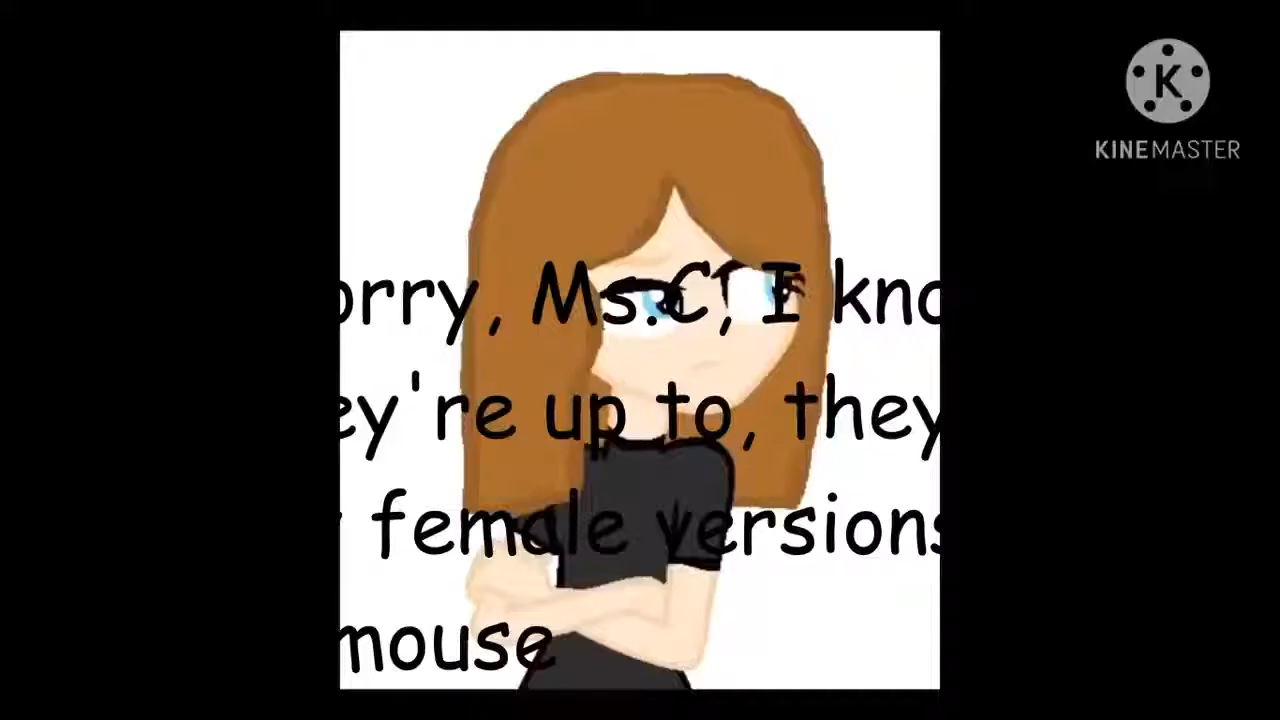 orry, Ms.C, I kno
ey're up to, they
female versions
mouse
KINEMASTER